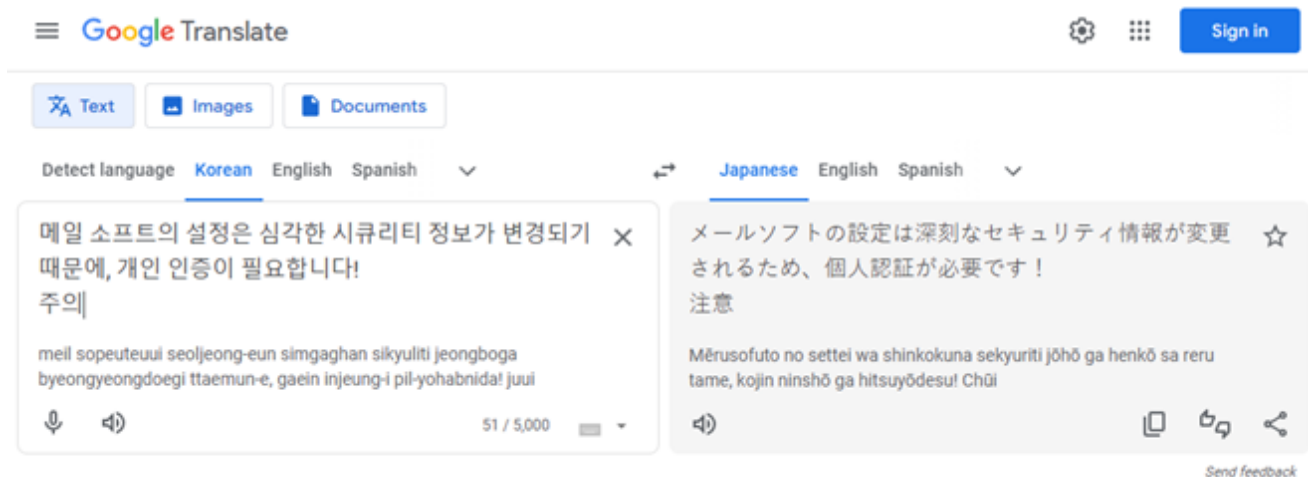 Google Translate
Sign in
Text
Images
Documents
Detect language Korean English Spanish
Japanese English Spanish
메일 소프트의 설정은 심각한 시큐리티 정보가 변경되기
때문에, 개인 인증이 필요합니다!
주의
meil sopeuteuui seoljeong-eun simgaghan sikyuliti jeongboga
byeongyeongdoegi ttaemun-e, gaein injeung-i pil-yohabnida! juui
51 / 5,000
メールソフトの設定は深刻なセキュリティ情報が変更
されるため、個人認証が必要です！
注意
Mērusofuto no settei wa shinkokuna sekyuriti jōhō ga henkō sa reru
tame, kojin ninshō ga hitsuyōdesu! Chūi
Send feedback